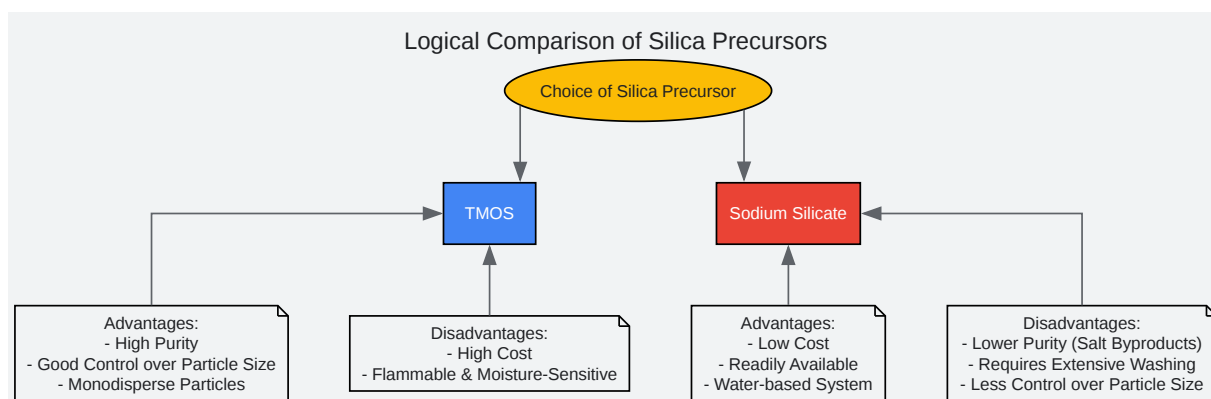 Logical Comparison of Silica Precursors
Choice of Silica Precursor
TMOS
Sodium Silicate
Advantages:
- High Purity
- Good Control over Particle Size
- Monodisperse Particles
Disadvantages:
- High Cost
- Flammable & Moisture-Sensitive
Advantages:
- Low Cost
- Readily Available
- Water-based System
Disadvantages:
- Lower Purity (Salt Byproducts)
- Requires Extensive Washing
- Less Control over Particle Size